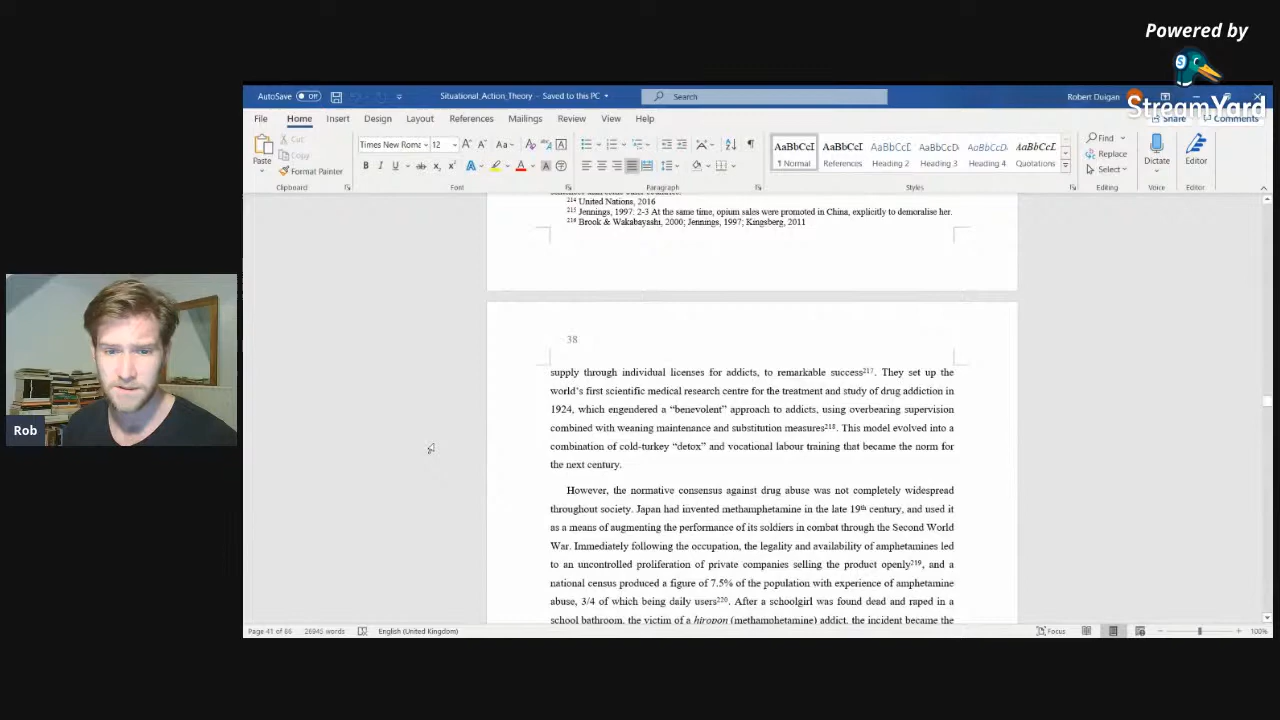 Powered by
StreamYard
AutoSave Off
Situational_Action_Theory – Saved to this PC
Search
Robert Duigan
File Home Insert Design Layout References Mailings Review View Help
Share Comments
Paste
Cut
Copy
Format Painter
Times New Roma 12
AaBbCcI AaBbCcI AaBbCcI AaBbCcD AaBbCcD AaBbCcI
¶ Normal References Heading 2 Heading 3 Heading 4 Quotations
Find
Replace
Select
Dictate
Editor
Clipboard Font Paragraph Styles Editing Voice Editor
214 United Nations, 2016
215 Jennings, 1997: 2-3 At the same time, opium sales were promoted in China, explicitly to demoralise her.
216 Brook & Wakabayashi, 2000; Jennings, 1997; Kingsberg, 2011
38
supply through individual licenses for addicts, to remarkable success217. They set up the
world's first scientific medical research centre for the treatment and study of drug addiction in
1924, which engendered a “benevolent” approach to addicts, using overbearing supervision
combined with weaning maintenance and substitution measures218. This model evolved into a
combination of cold-turkey “detox” and vocational labour training that became the norm for
the next century.
However, the normative consensus against drug abuse was not completely widespread
throughout society. Japan had invented methamphetamine in the late 19th century, and used it
as a means of augmenting the performance of its soldiers in combat through the Second World
War. Immediately following the occupation, the legality and availability of amphetamines led
to an uncontrolled proliferation of private companies selling the product openly219, and a
national census produced a figure of 7.5% of the population with experience of amphetamine
abuse, 3/4 of which being daily users220. After a schoolgirl was found dead and raped in a
school bathroom, the victim of a hiropon (methamphetamine) addict, the incident became the
Rob
Page 41 of 66 26945 words English (United Kingdom)
Focus
100%